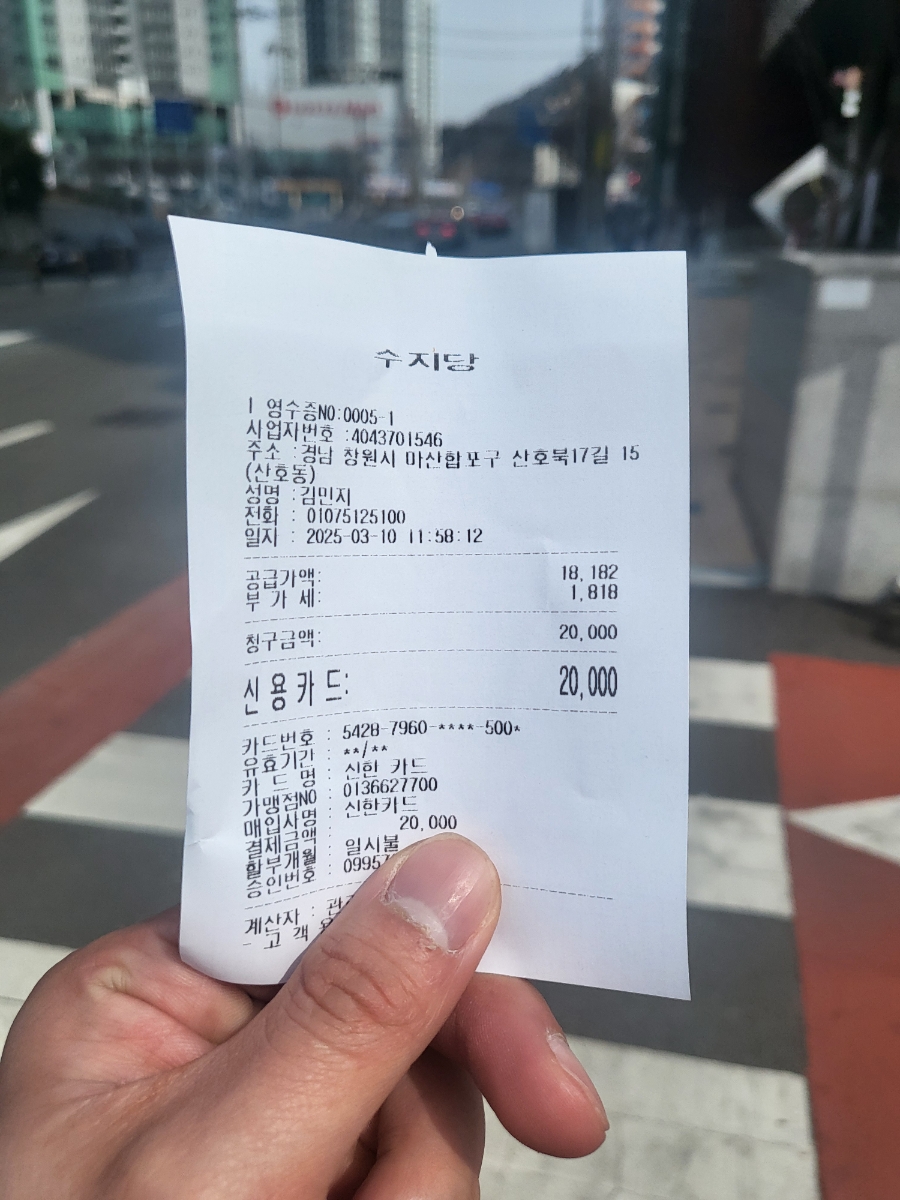 수지당
I 영수증NO:0005-1
사업자번호 :4043701546
주소 :경남 창원시 마산합포구 산호북17길 15
(산호동)
성명 :김민지
전화 : 01075125100
일자 : 2025-03-10 11:58:12
공급가액: 18,182
부 가 세: 1,818
청구금액: 20,000
신용카드: 20,000
카드번호 : 5428-7960-****-500*
유효기간 : **/**
카 드 명 : 신한 카드
가맹점NO : 0136627700
매입사명 : 신한카드
결제금액 : 20,000
할부개월 : 일시불
승인번호 : 0995
계산자 :
- 고 객